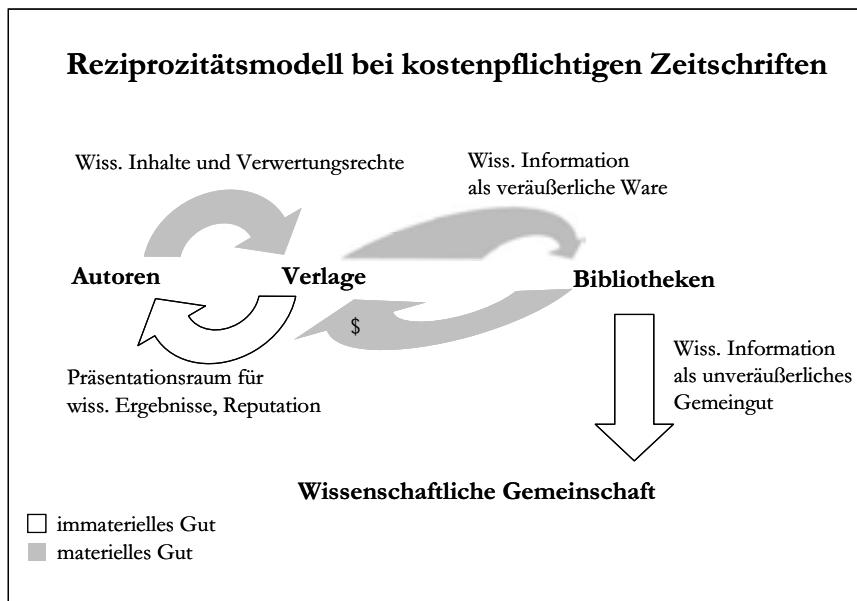 Reziprozitätsmodell bei kostenpflichtigen Zeitschriften
Wiss. Inhalte und Verwertungsrechte
Wiss. Information
als veräußerliche Ware
Autoren
Verlage
Bibliotheken
$
Präsentationsraum für
wiss. Ergebnisse, Reputation
Wiss. Information
als unveräußerliches
Gemeingut
Wissenschaftliche Gemeinschaft
immaterielles Gut
materielles Gut